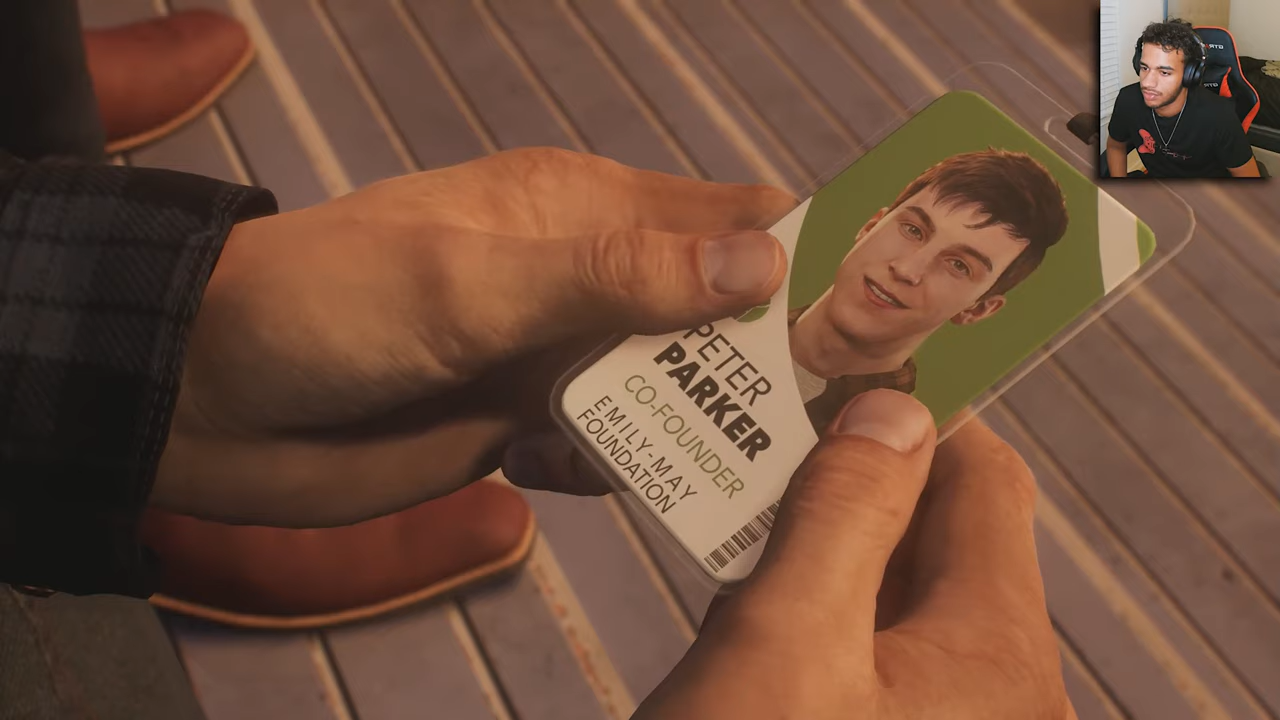 PETER
PARKER
CO-FOUNDER
EMILY-MAY
FOUNDATION